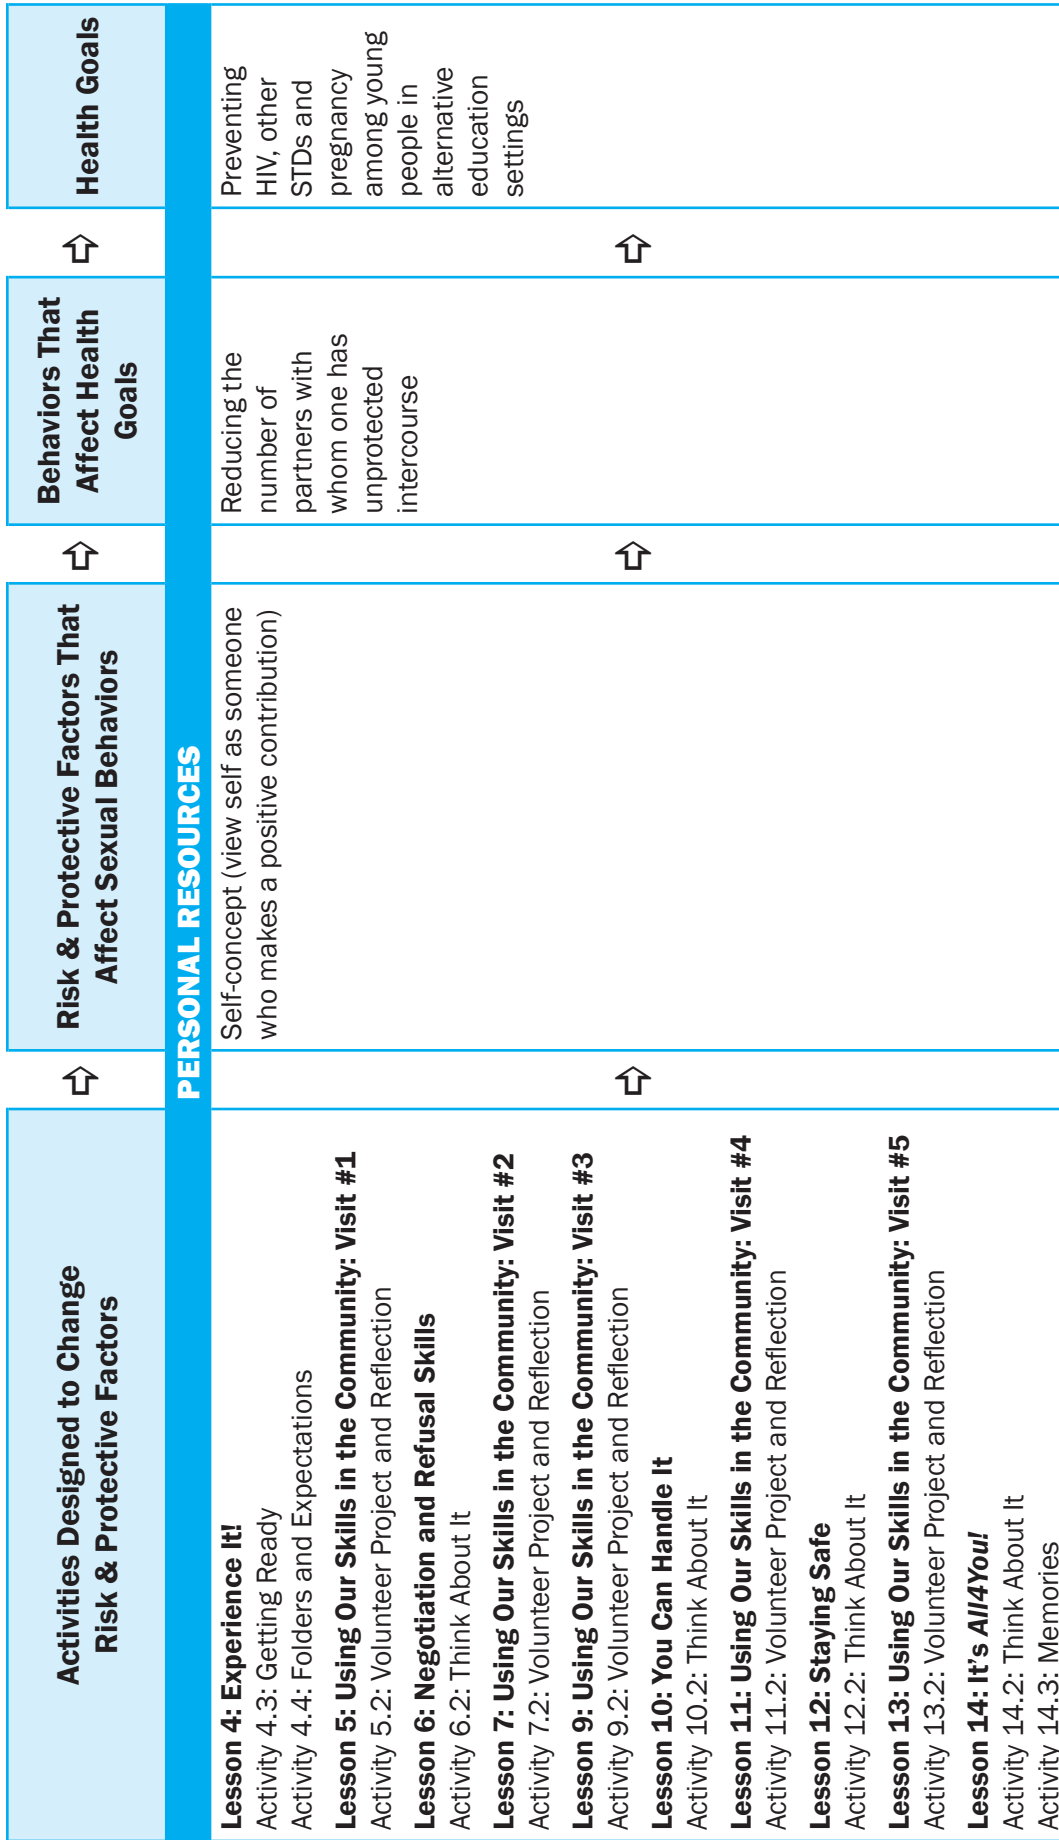 Activities Designed to Change
Risk & Protective Factors
Risk & Protective Factors That
Affect Sexual Behaviors
Behaviors That
Affect Health
Goals
Health Goals
PERSONAL RESOURCES
Lesson 4: Experience It!
Activity 4.3: Getting Ready
Activity 4.4: Folders and Expectations
Lesson 5: Using Our Skills in the Community: Visit #1
Activity 5.2: Volunteer Project and Reflection
Lesson 6: Negotiation and Refusal Skills
Activity 6.2: Think About It
Lesson 7: Using Our Skills in the Community: Visit #2
Activity 7.2: Volunteer Project and Reflection
Lesson 9: Using Our Skills in the Community: Visit #3
Activity 9.2: Volunteer Project and Reflection
Lesson 10: You Can Handle It
Activity 10.2: Think About It
Lesson 11: Using Our Skills in the Community: Visit #4
Activity 11.2: Volunteer Project and Reflection
Lesson 12: Staying Safe
Activity 12.2: Think About It
Lesson 13: Using Our Skills in the Community: Visit #5
Activity 13.2: Volunteer Project and Reflection
Lesson 14: It's All4You!
Activity 14.2: Think About It
Activity 14.3: Memories
Self-concept (view self as someone
who makes a positive contribution)
Reducing the
number of
partners with
whom one has
unprotected
intercourse
Preventing
HIV, other
STDs and
pregnancy
among young
people in
alternative
education
settings